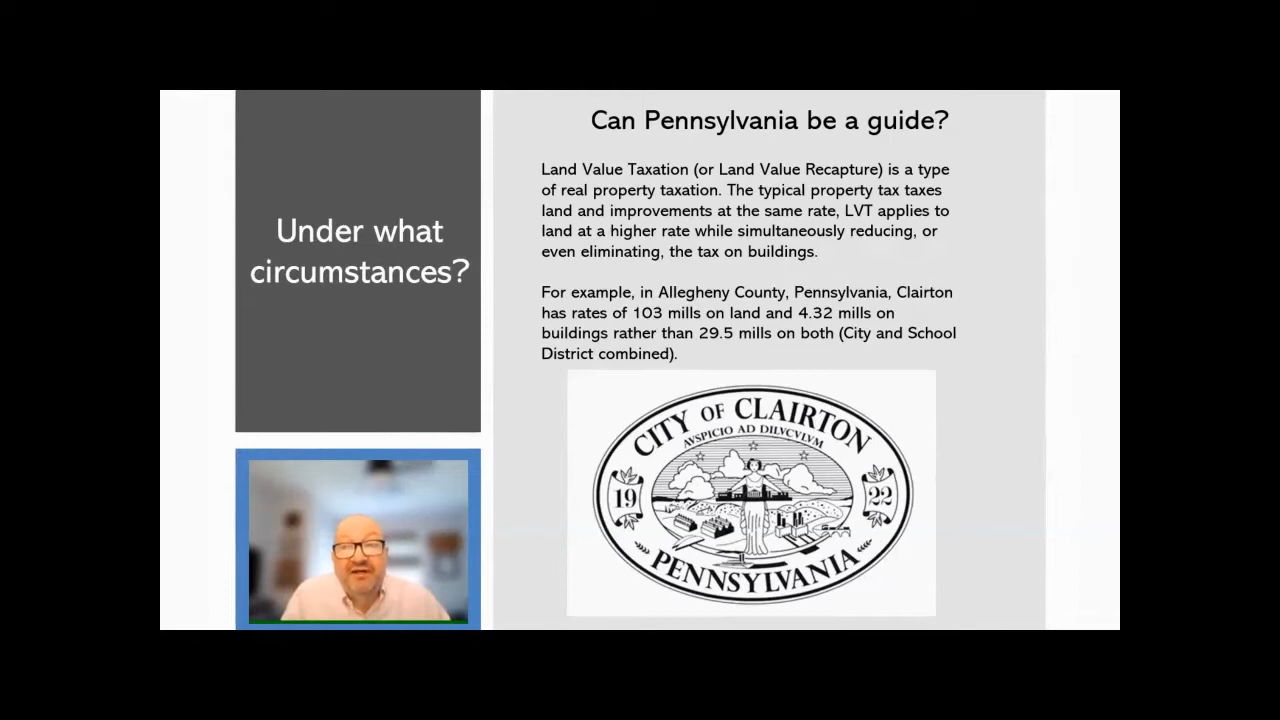 Under what
circumstances?
Can Pennsylvania be a guide?
Land Value Taxation (or Land Value Recapture) is a type
of real property taxation. The typical property tax taxes
land and improvements at the same rate, LVT applies to
land at a higher rate while simultaneously reducing, or
even eliminating, the tax on buildings.
For example, in Allegheny County, Pennsylvania, Clairton
has rates of 103 mills on land and 4.32 mills on
buildings rather than 29.5 mills on both (City and School
District combined).
CITY OF CLAIRTON
AVSPICIO AD DILVCVLVM
19
22
PENNSYLVANIA